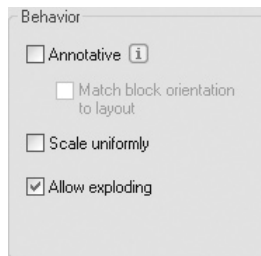 Behavior
Annotative i
Match block orientation
to layout
Scale uniformly
Allow exploding